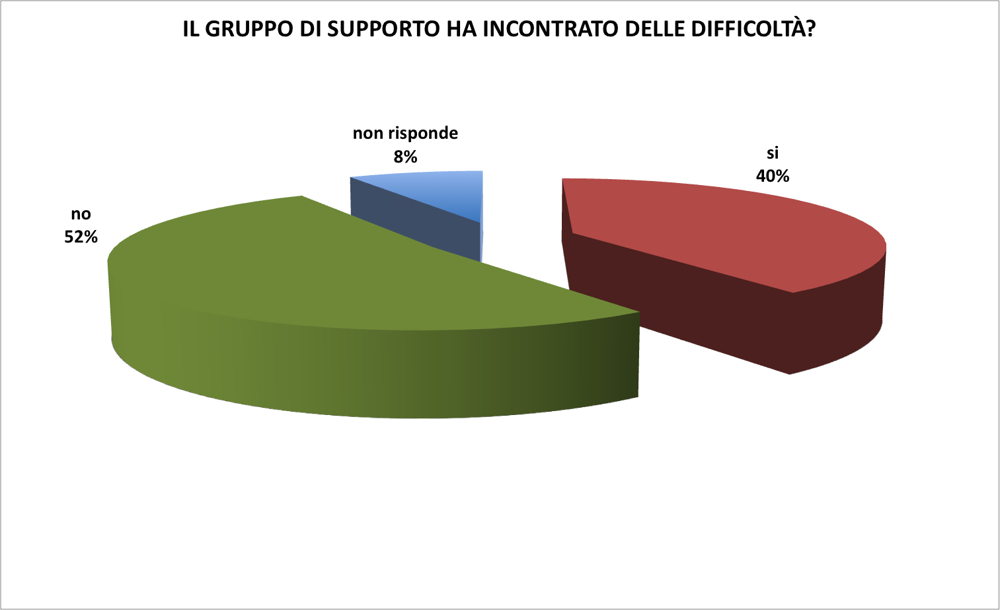 IL GRUPPO DI SUPPORTO HA INCONTRATO DELLE DIFFICOLTÀ?
non risponde
8%
si
40%
no
52%